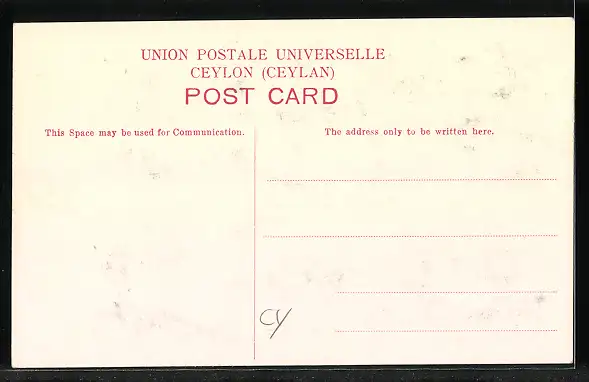 UNION POSTALE UNIVERSELLE
CEYLON (CEYLAN)
POST CARD
This Space may be used for Communication.
The address only to be written here.
CY